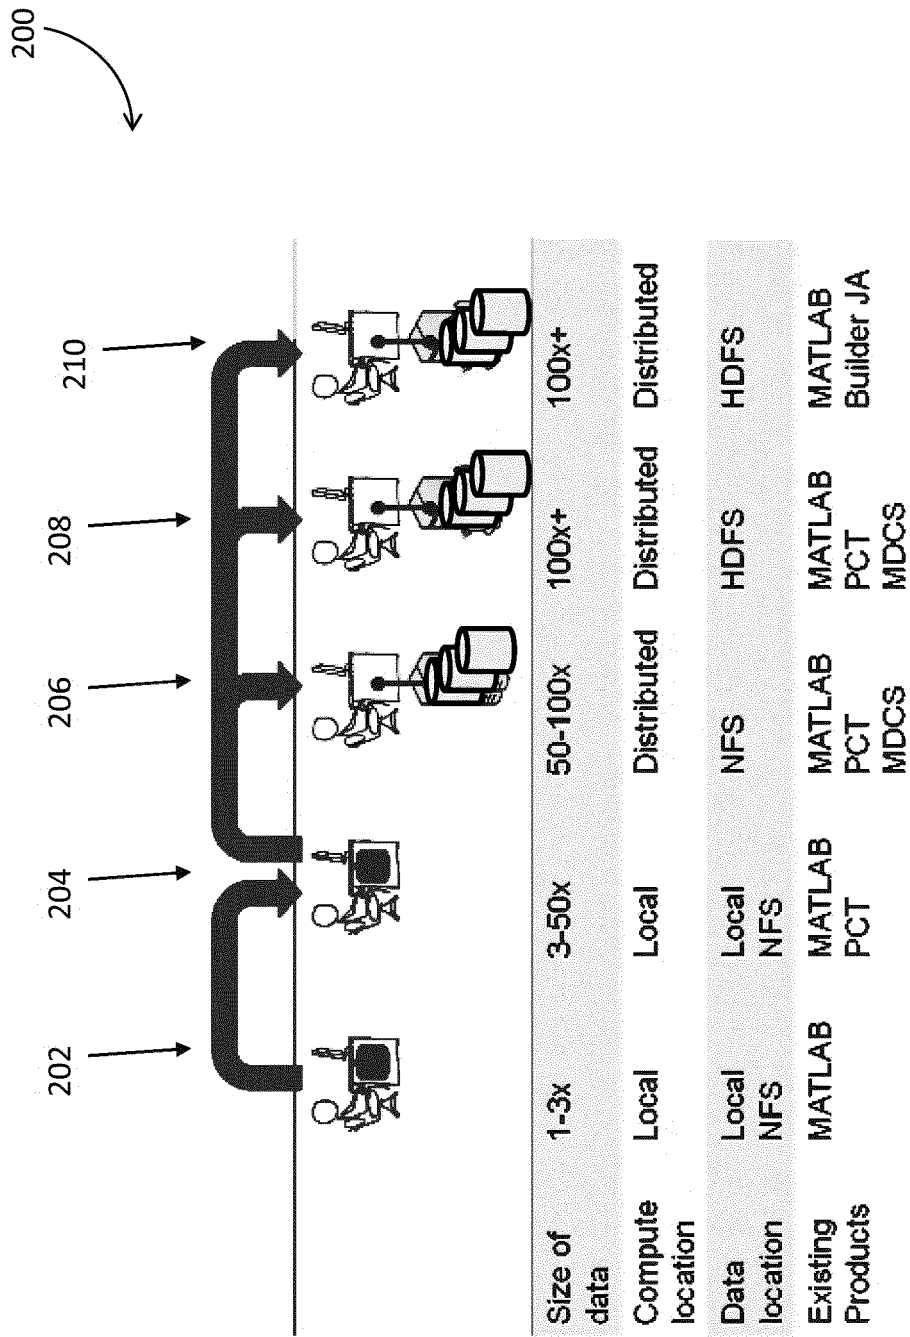 200
202
204
206
208
210
Size of
data
1-3x
3-50x
50-100x
100x+
100x+
Compute
location
Local
Local
Distributed
Distributed
Distributed
Data
location
Local
NFS
Local
NFS
NFS
HDFS
HDFS
Existing
Products
MATLAB
MATLAB
PCT
MATLAB
PCT
MDCS
MATLAB
PCT
MDCS
MATLAB
Builder JA